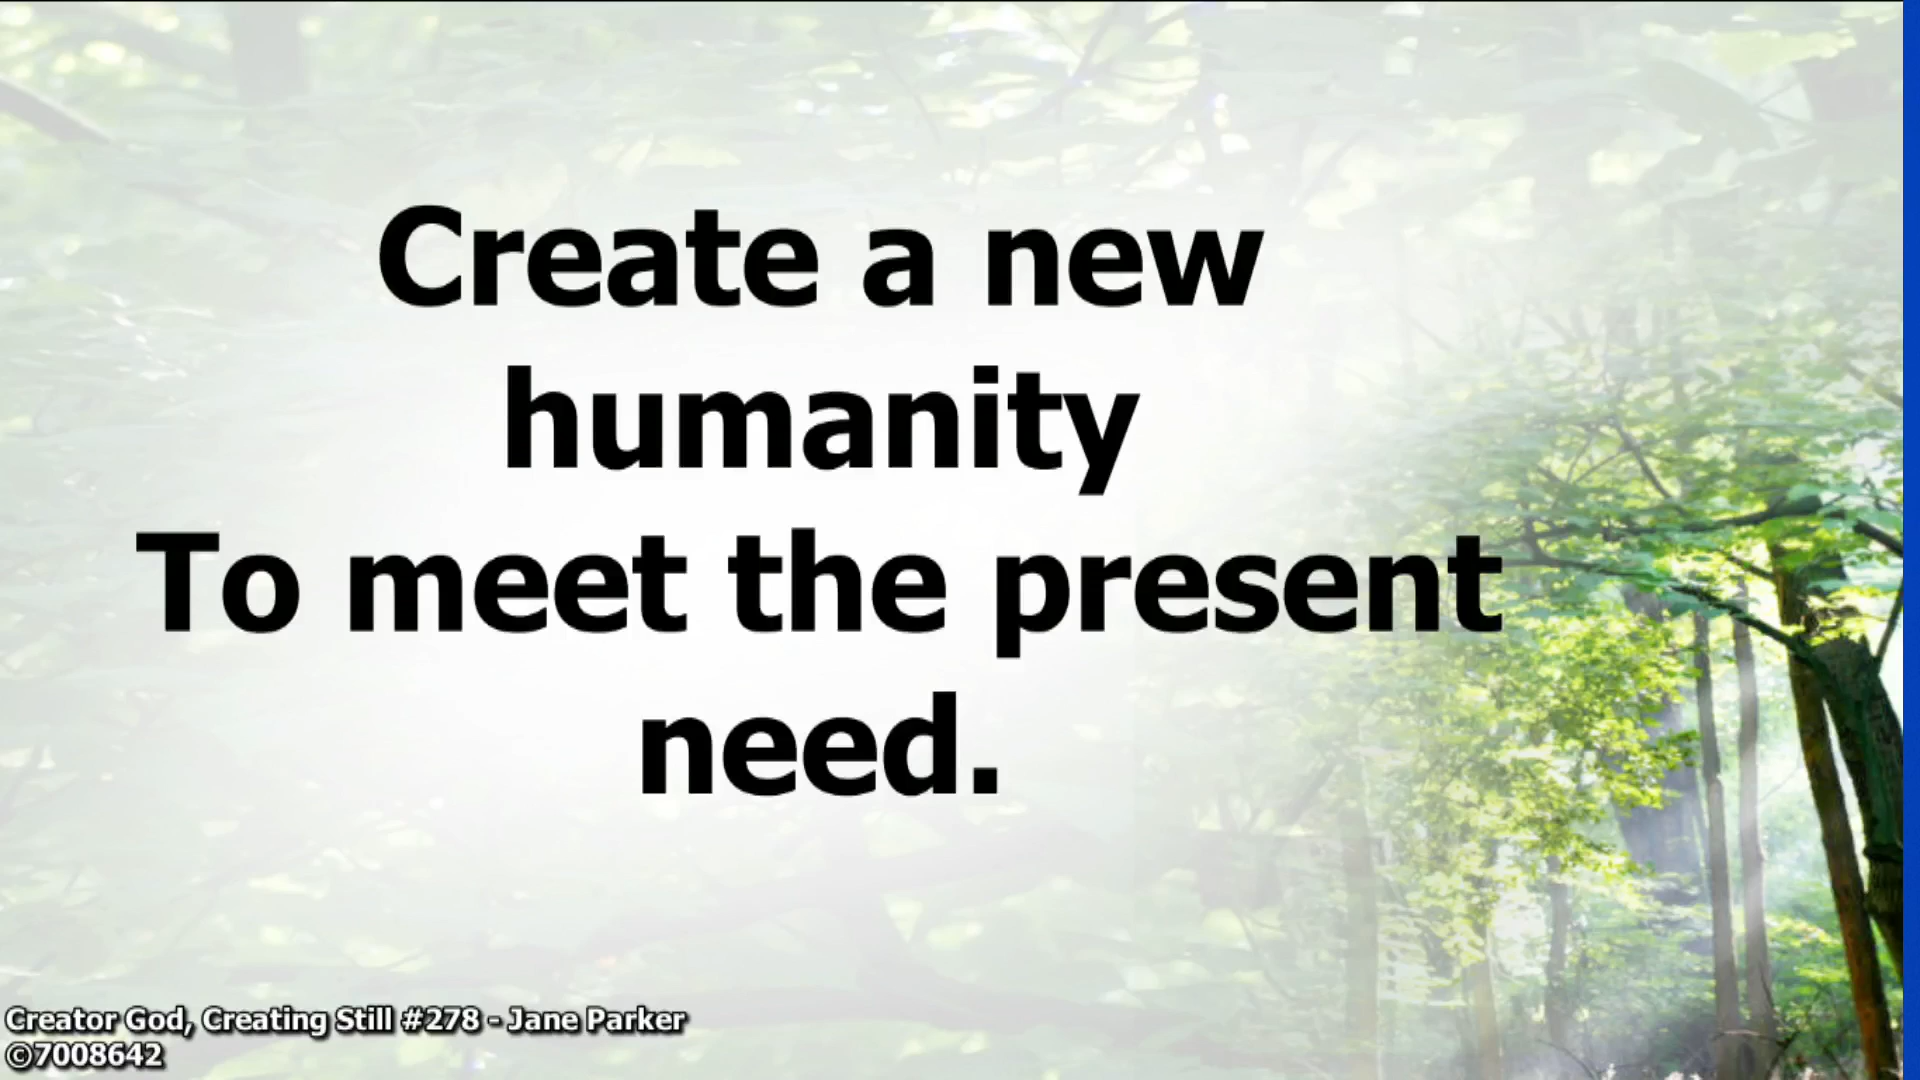 Create a new
humanity
To meet the present
need.
Creator God, Creating Still #278 - Jane Parker
©7008642